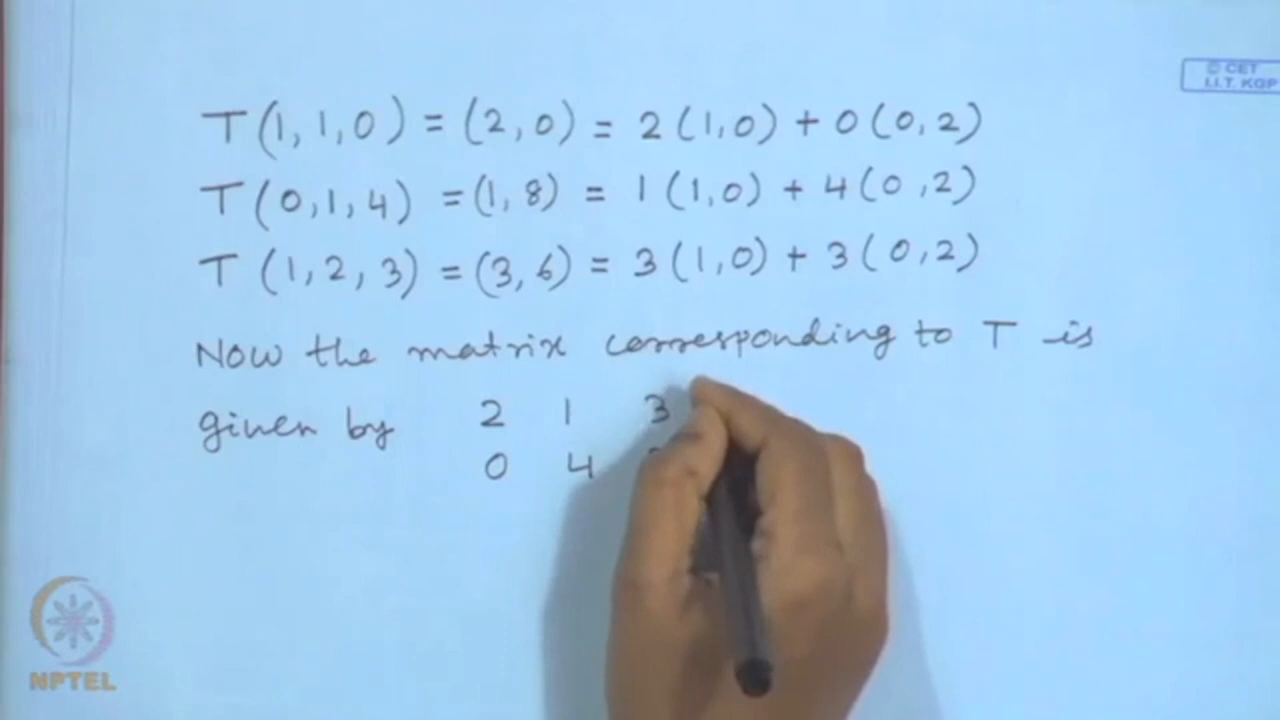 © CET
I.I.T. KGP
T(1,1,0) = (2,0) = 2(1,0) + 0(0,2)
T(0,1,4) = (1,8) = 1(1,0) + 4(0,2)
T(1,2,3) = (3,6) = 3(1,0) + 3(0,2)
Now the matrix corresponding to T is
given by 2 1 3
0 4
NPTEL